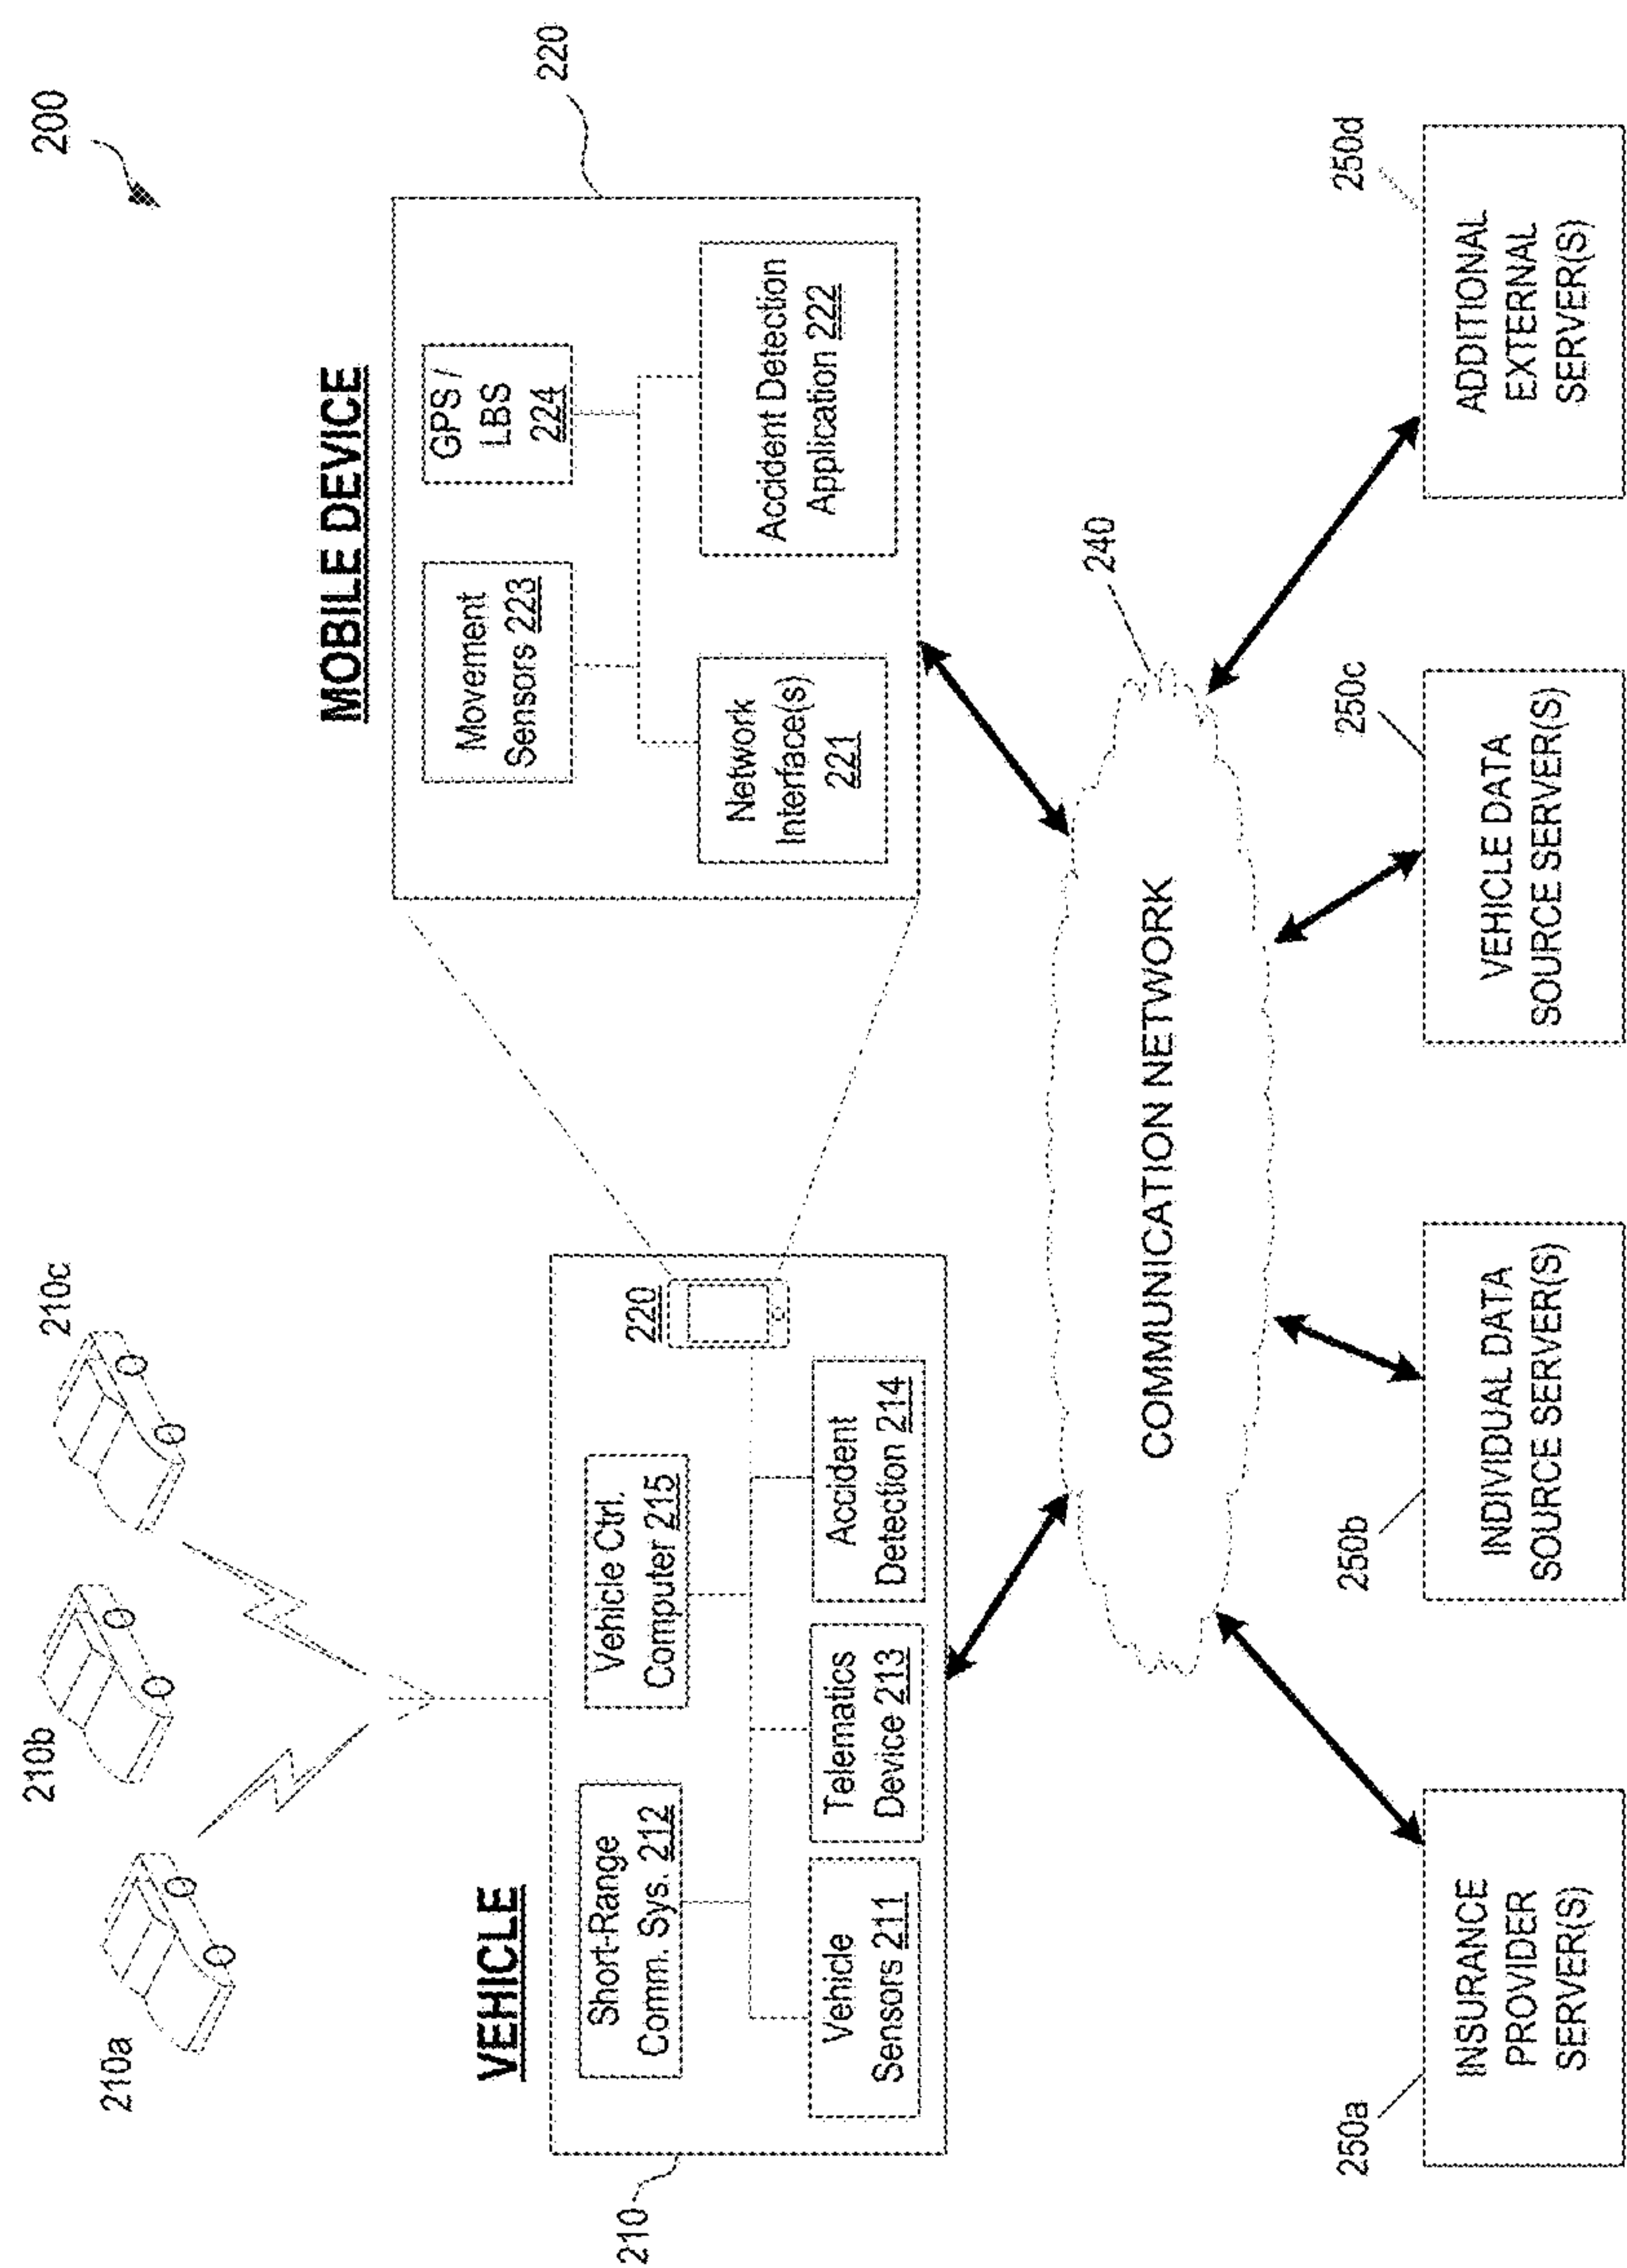 200
210a
210b
210c
VEHICLE
210
Short-Range
Comm. Sys. 212
Vehicle Ctrl.
Computer 215
220
Vehicle
Sensors 211
Telematics
Device 213
Accident
Detection 214
MOBILE DEVICE
220
Movement
Sensors 223
GPS /
LBS
224
Network
Interface(s)
221
Accident Detection
Application 222
240
COMMUNICATION NETWORK
250a
INSURANCE
PROVIDER
SERVER(S)
250b
INDIVIDUAL DATA
SOURCE SERVER(S)
250c
VEHICLE DATA
SOURCE SERVER(S)
250d
ADDITIONAL
EXTERNAL
SERVER(S)